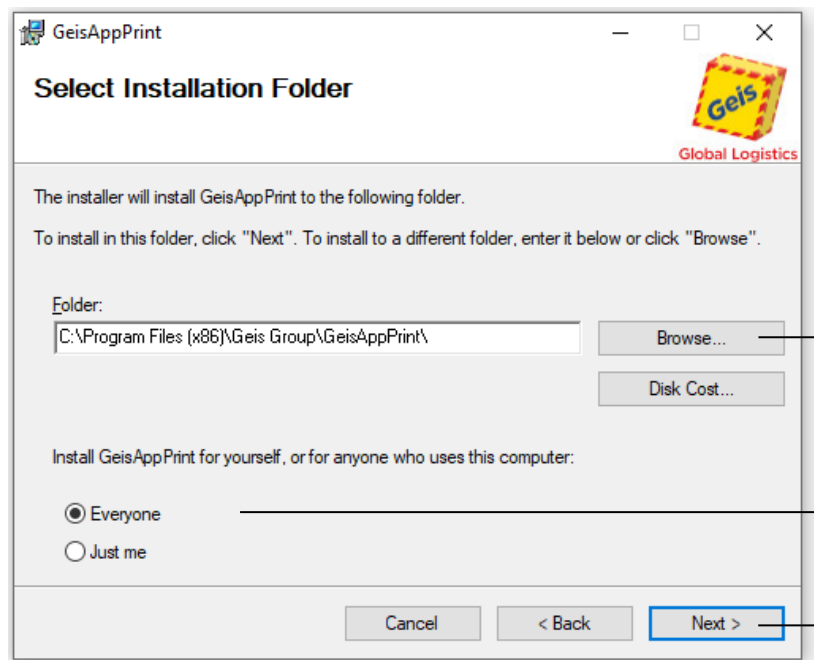 GeisAppPrint
Select Installation Folder
Geis
Global Logistics
The installer will install GeisAppPrint to the following folder.
To install in this folder, click "Next". To install to a different folder, enter it below or click "Browse".
Folder:
C:\Program Files (x86)\Geis Group\GeisAppPrint\
Browse...
Disk Cost...
Install GeisAppPrint for yourself, or for anyone who uses this computer:
Everyone
Just me
Cancel
< Back
Next >